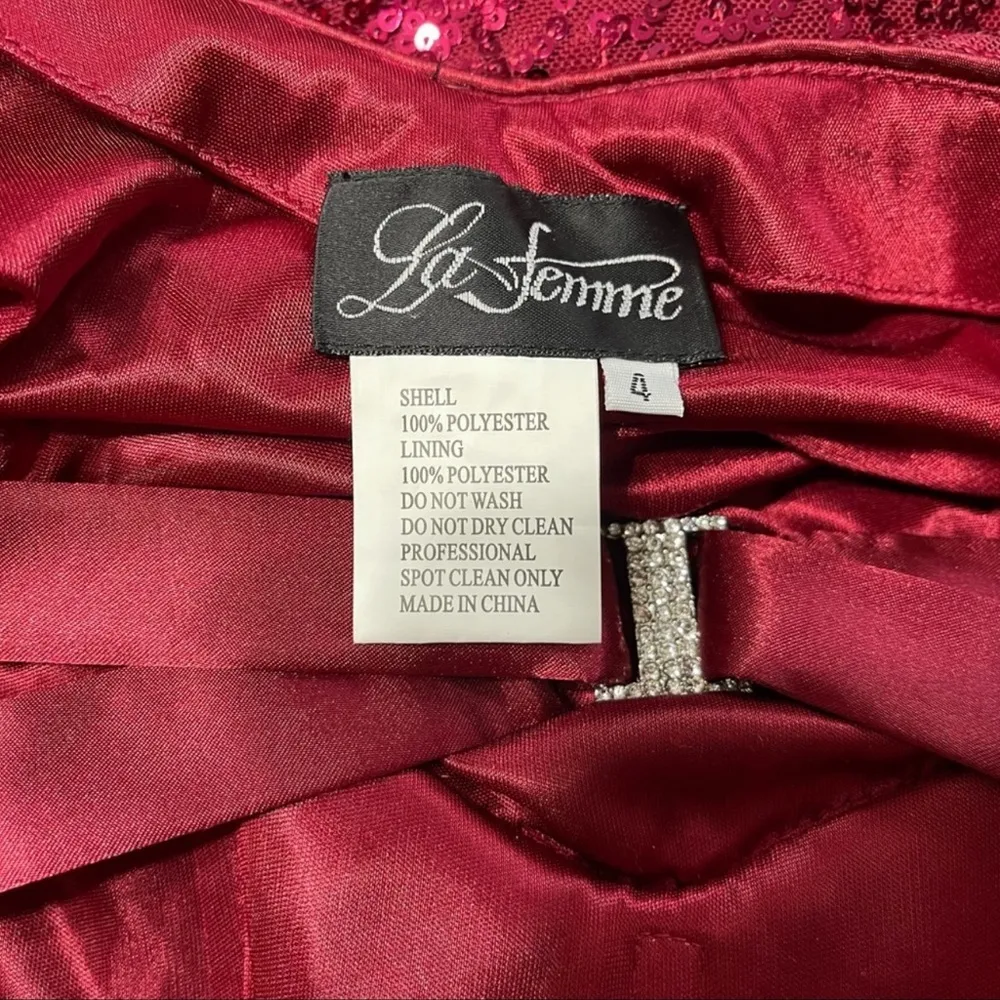 La Femme
4
SHELL
100% POLYESTER
LINING
100% POLYESTER
DO NOT WASH
DO NOT DRY CLEAN
PROFESSIONAL
SPOT CLEAN ONLY
MADE IN CHINA